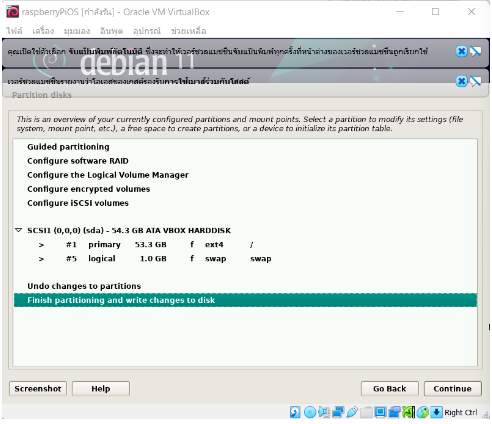 raspberryPiOS [กำลังรัน] - Oracle VM VirtualBox
ไฟล์ เครื่อง มุมมอง อินพุต อุปกรณ์ ช่วยเหลือ
คุณเปิดใช้ตัวเลือก จับแป้นพิมพ์อัตโนมัติ ซึ่งจะทำให้เวอร์ชวลแมชชีนจับแป้นพิมพ์ทุกครั้งที่หน้าต่างของเวอร์ชวลแมชชีนถูกเรียกใช้
debian 11
เวอร์ชวลแมชชีนรายงานว่าโอเอสของเกสต์รองรับการใช้เมาส์ร่วมกับโฮสต์
Partition disks
This is an overview of your currently configured partitions and mount points. Select a partition to modify its settings (file
system, mount point, etc.), a free space to create partitions, or a device to initialize its partition table.
Guided partitioning
Configure software RAID
Configure the Logical Volume Manager
Configure encrypted volumes
Configure iSCSI volumes
SCSI1 (0,0,0) (sda) - 54.3 GB ATA VBOX HARDDISK
> #1 primary 53.3 GB f ext4 /
> #5 logical 1.0 GB f swap swap
Undo changes to partitions
Finish partitioning and write changes to disk
Screenshot Help Go Back Continue
Right Ctrl